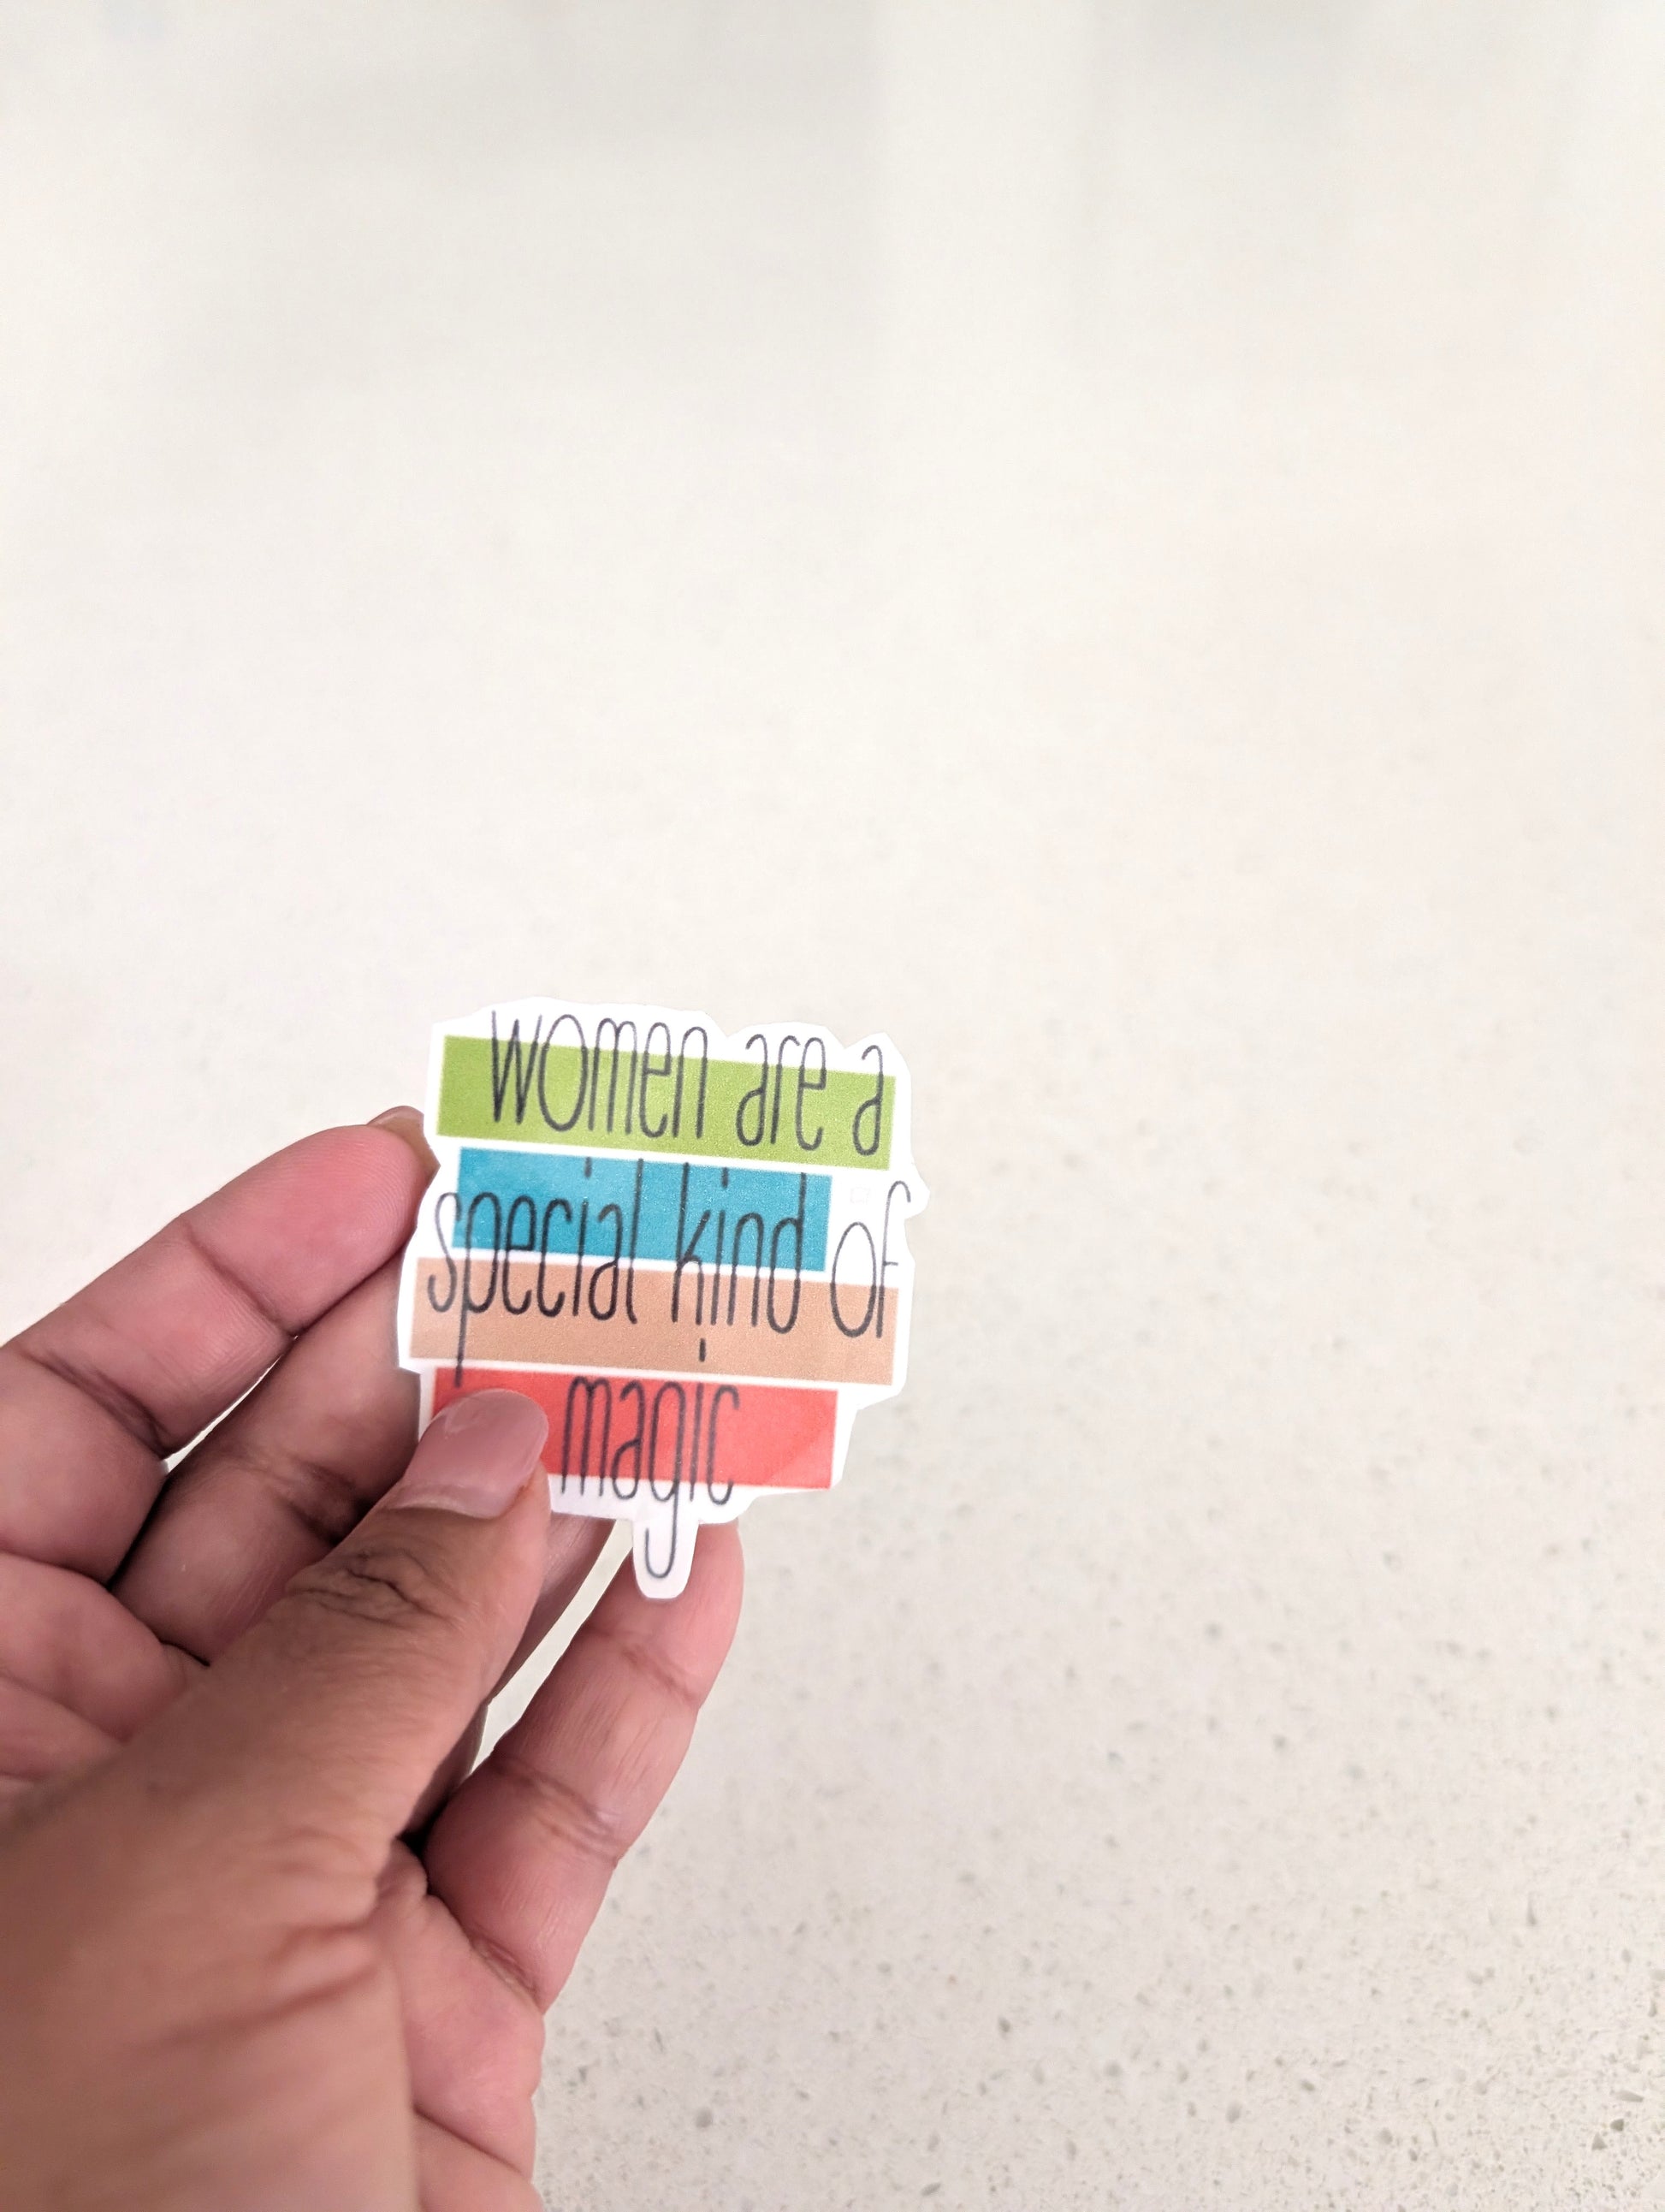 women are a
special kind of
magic